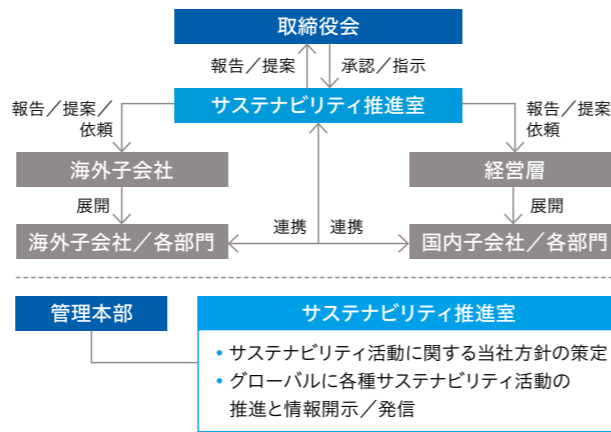 取締役会
報告／提案
承認／指示
サステナビリティ推進室
報告／提案／
依頼
報告／提案
依頼
海外子会社
経営層
展開
展開
海外子会社／各部門
連携
連携
国内子会社／各部門
管理本部
サステナビリティ推進室
• サステナビリティ活動に関する当社方針の策定
• グローバルに各種サステナビリティ活動の
推進と情報開示／発信